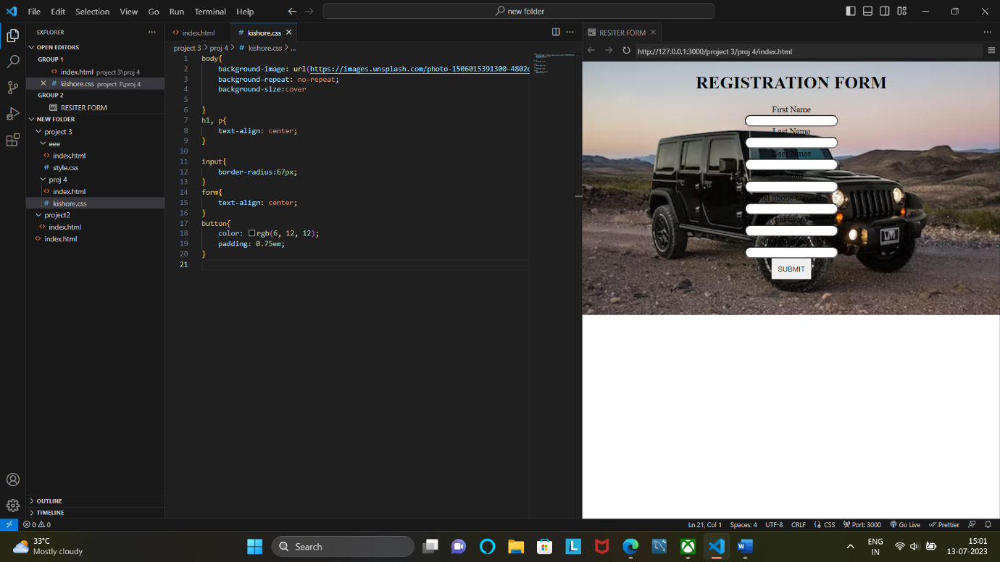 File Edit Selection View Go Run Terminal Help
new folder
EXPLORER
OPEN EDITORS
GROUP 1
index.html project 3\proj 4
kishore.css project 3\proj 4
GROUP 2
RESITER FORM
NEW FOLDER
project 3
eee
index.html
style.css
proj 4
index.html
kishore.css
project2
index.html
index.html
OUTLINE
TIMELINE
index.html
kishore.css
project 3 > proj 4 > # kishore.css > ...
1 body{
2 background-image: url(https://images.unsplash.com/photo-1506015391300-4802d
3 background-repeat: no-repeat;
4 background-size:cover
5
6 }
7 h1, p{
8 text-align: center;
9 }
10
11 input{
12 border-radius:67px;
13 }
14 form{
15 text-align: center;
16 }
17 button{
18 color: rgb(6, 12, 12);
19 padding: 0.75em;
20 }
21
RESITER FORM
http://127.0.0.1:3000/project 3/proj 4/index.html
REGISTRATION FORM
First Name
Last Name
User Nmae
password
SUBMIT
0 0
Ln 21, Col 1 Spaces: 4 UTF-8 CRLF CSS Port: 3000 Go Live Prettier
33°C
Mostly cloudy
Search
ENG
IN
15:01
13-07-2023